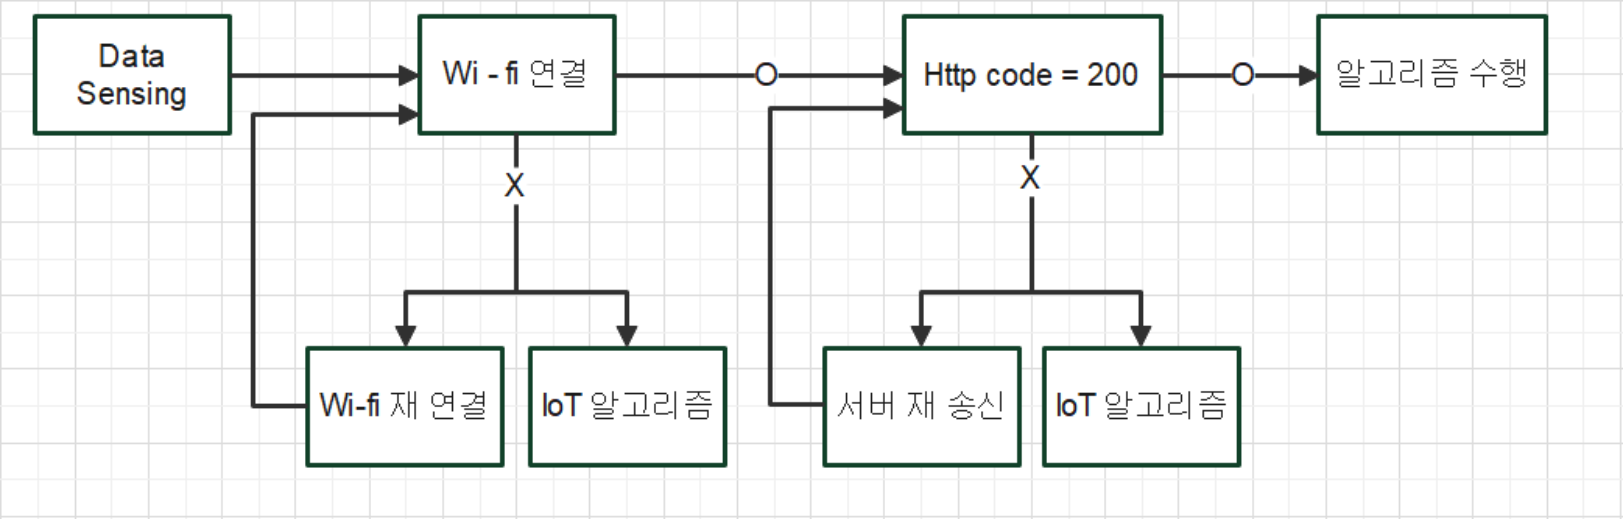 Data
Sensing
Wi - fi 연결
O
Http code = 200
O
알고리즘 수행
X
X
Wi-fi 재 연결
IoT 알고리즘
서버 재 송신
IoT 알고리즘